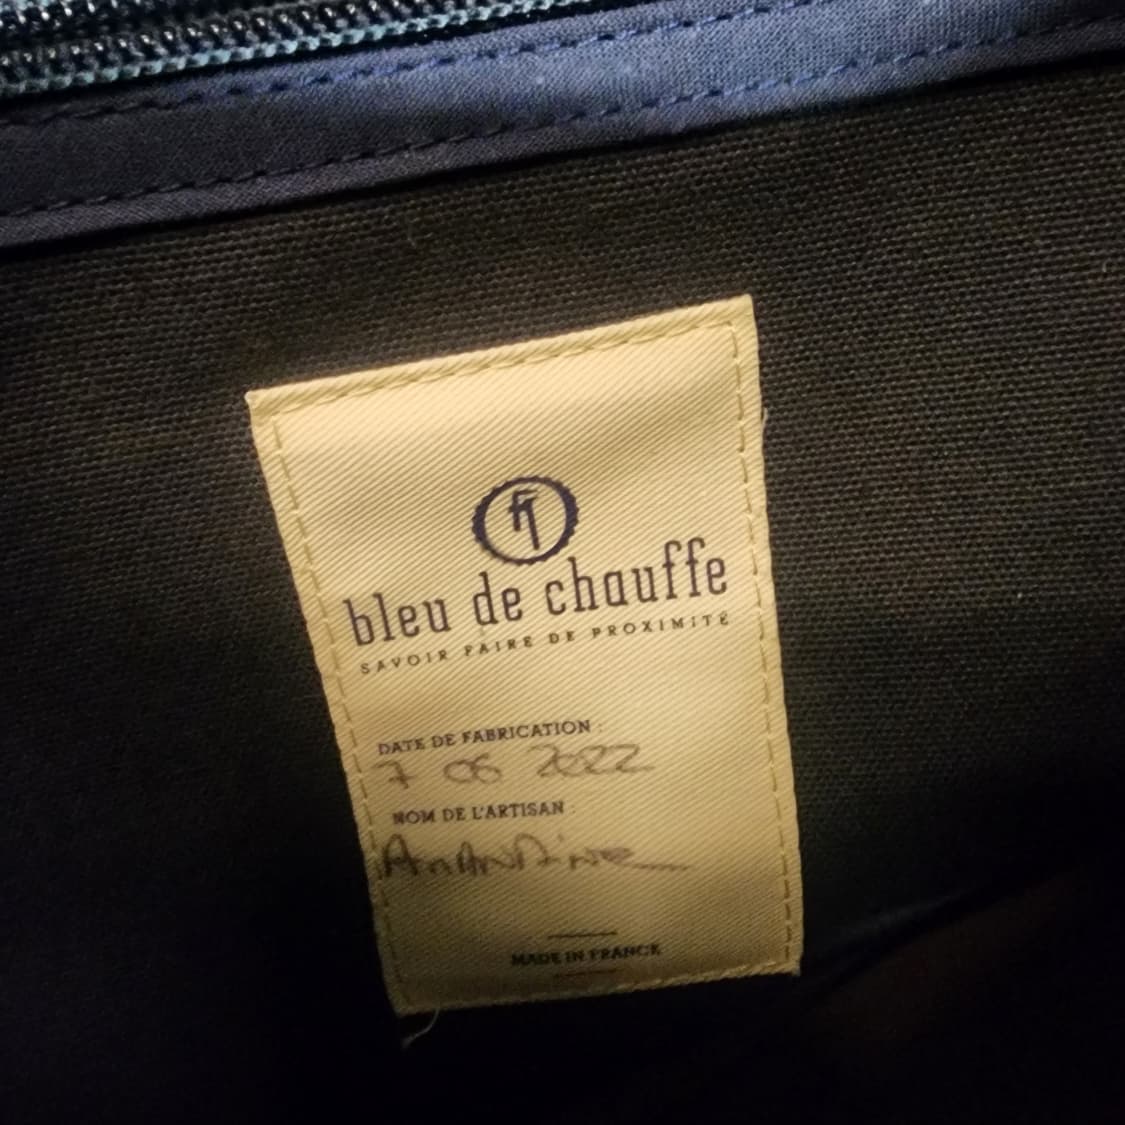 bleu de chauffe
SAVOIR FAIRE DE PROXIMITÉ
DATE DE FABRICATION :
7 06 2022
NOM DE L'ARTISAN :
AmANDiNE
MADE IN FRANCE